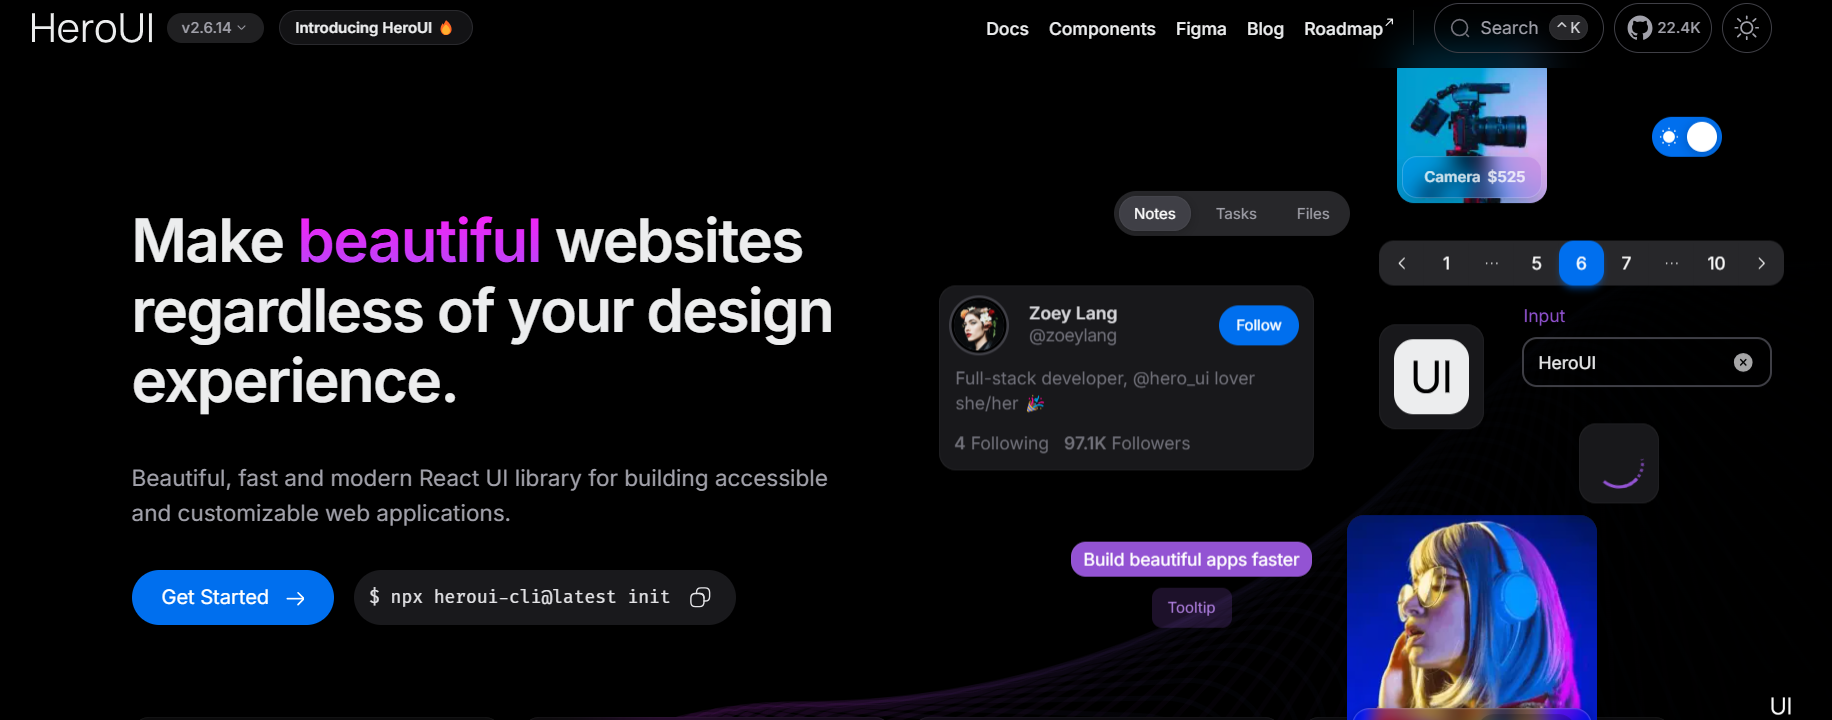 HeroUI
v2.6.14
Introducing HeroUI 🔥
Docs
Components
Figma
Blog
Roadmap↗
Search
^K
22.4K
Camera $525
Notes
Tasks
Files
Make beautiful websites
regardless of your design
experience.
< 1 ... 5 6 7 ... 10 >
Zoey Lang
@zoeylang
Follow
Full-stack developer, @hero_ui lover
she/her 🎉
4 Following 97.1K Followers
UI
Input
HeroUI
Beautiful, fast and modern React UI library for building accessible
and customizable web applications.
Get Started →
$ npx heroui-cli@latest init
Build beautiful apps faster
Tooltip
UI